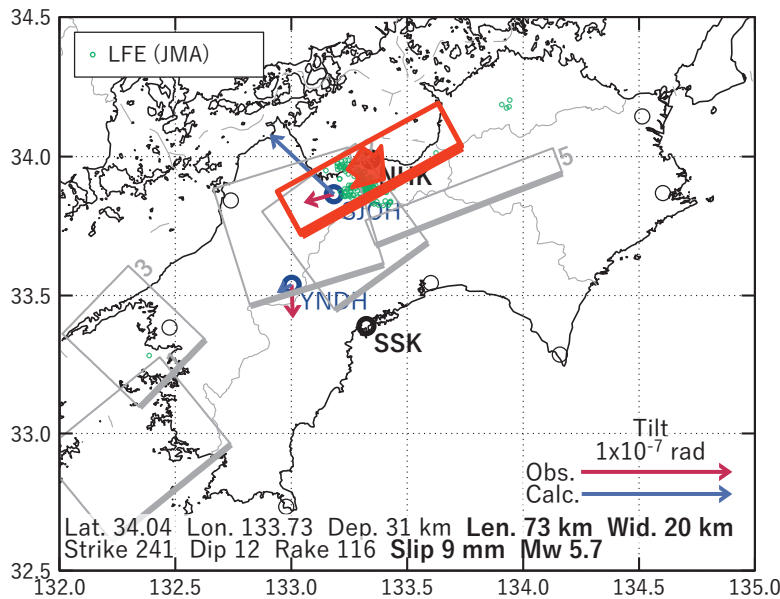 34.5
LFE (JMA)
34.0
NHK
5
SJOH
33.5
YNDH
3
SSK
33.0
Tilt
1x10-7 rad
Obs.
Calc.
Lat. 34.04 Lon. 133.73 Dep. 31 km Len. 73 km Wid. 20 km
Strike 241 Dip 12 Rake 116 Slip 9 mm Mw 5.7
32.5
132.0 132.5 133.0 133.5 134.0 134.5 135.0